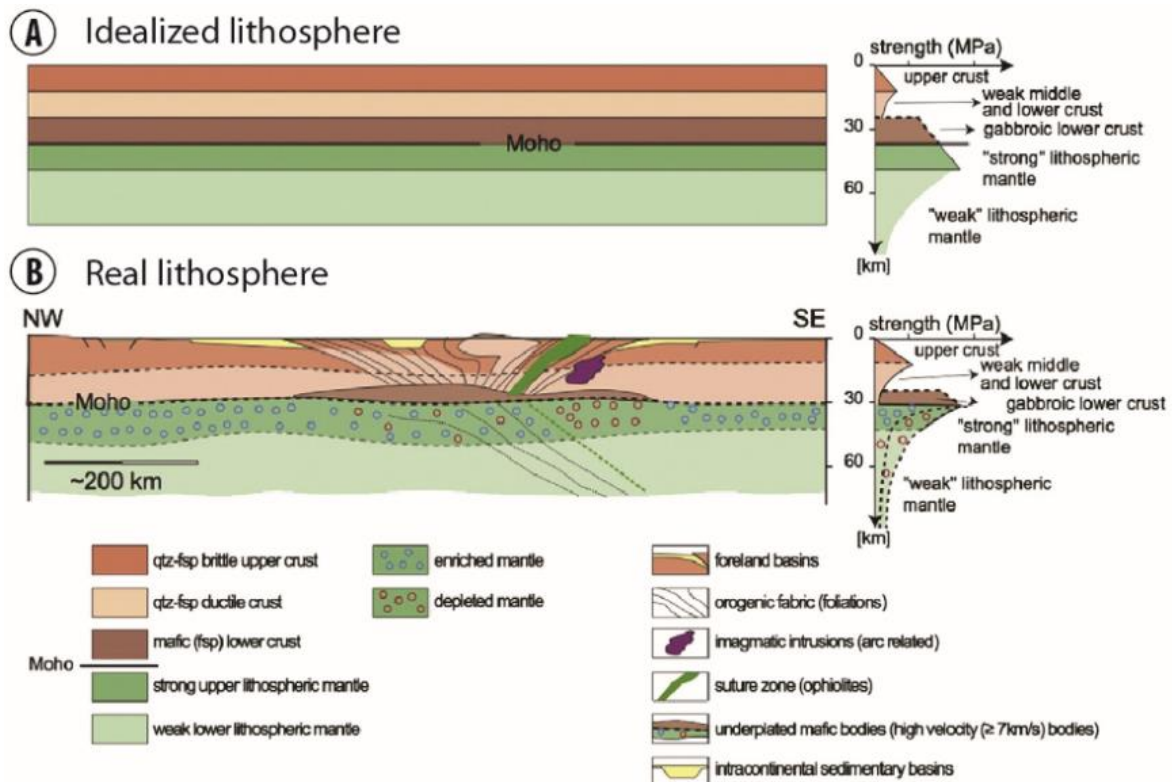 A Idealized lithosphere
strength (MPa)
0
upper crust
weak middle
and lower crust
30
gabbroic lower crust
Moho
"strong" lithospheric
mantle
60
"weak" lithospheric
mantle
[km]
B Real lithosphere
NW
SE
strength (MPa)
0
upper crust
weak middle
and lower crust
Moho
30
gabbroic lower crust
"strong" lithospheric
mantle
~200 km
60
"weak" lithospheric
mantle
[km]
qtz-fsp brittle upper crust
qtz-fsp ductile crust
mafic (fsp) lower crust
Moho
strong upper lithospheric mantle
weak lower lithospheric mantle
enriched mantle
depleted mantle
foreland basins
orogenic fabric (foliations)
imagmatic intrusions (arc related)
suture zone (ophiolites)
underplated mafic bodies (high velocity (≥ 7km/s) bodies)
intracontinental sedimentary basins